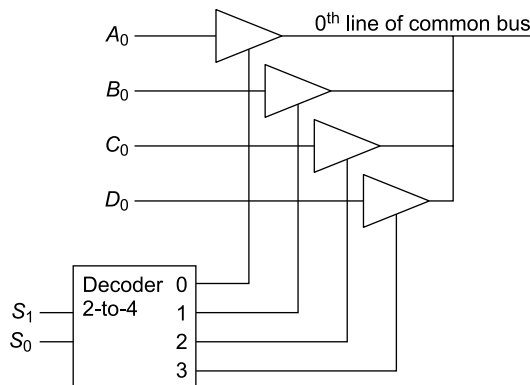 A₀
0ᵗʰ line of common bus
B₀
C₀
D₀
Decoder 0
2-to-4 1
S₁
S₀
2
3